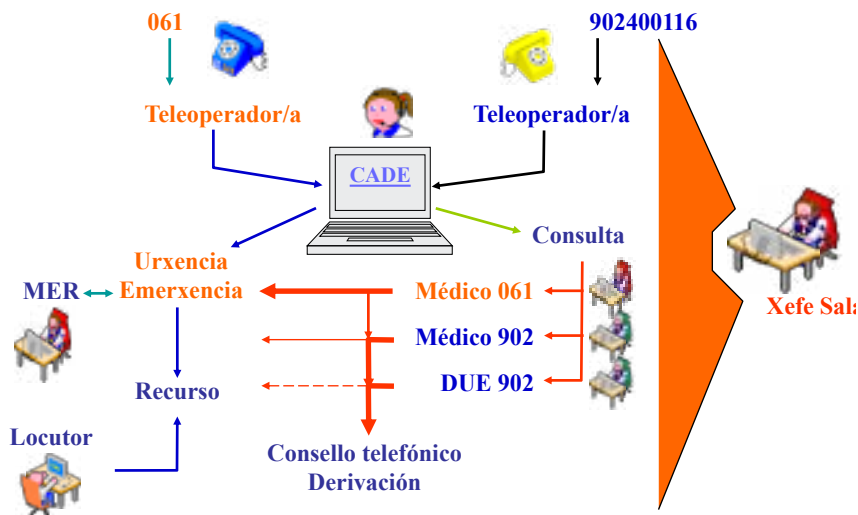 061
902400116
Teleoperador/a
Teleoperador/a
CADE
Consulta
Urxencia
Emerxencia
MER
Médico 061
Xefe Sala
Médico 902
Recurso
DUE 902
Locutor
Consello telefónico
Derivación